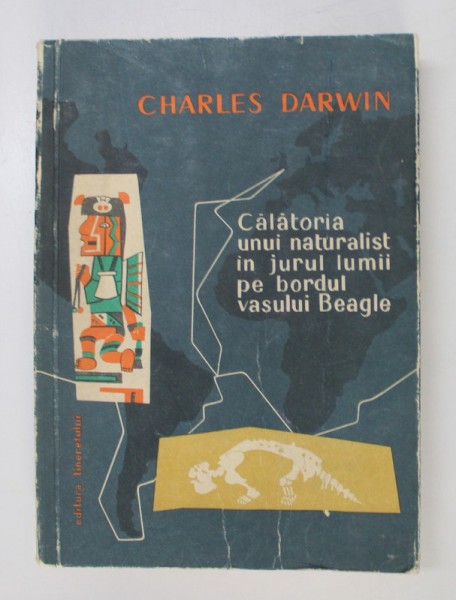 CHARLES DARWIN
Călătoria
unui naturalist
în jurul lumii
pe bordul
vasului Beagle
editura tineretului